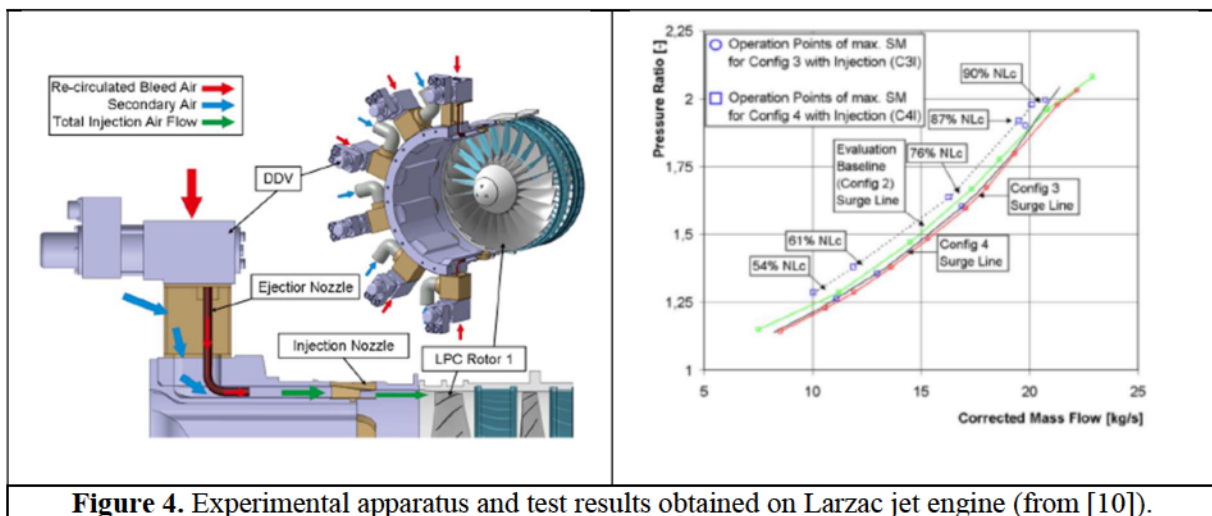 Re-circulated Bleed Air
Secondary Air
Total Injection Air Flow
DDV
Ejectior Nozzle
Injection Nozzle
LPC Rotor 1
Pressure Ratio [-]
2,25
2
1,75
1,5
1,25
1
5
10
15
20
25
Corrected Mass Flow [kg/s]
Operation Points of max. SM
for Config 3 with Injection (C3I)
Operation Points of max. SM
for Config 4 with Injection (C4I)
90% NLc
87% NLc
76% NLc
61% NLc
54% NLc
Evaluation
Baseline
(Config 2)
Surge Line
Config 3
Surge Line
Config 4
Surge Line
Figure 4. Experimental apparatus and test results obtained on Larzac jet engine (from [10]).